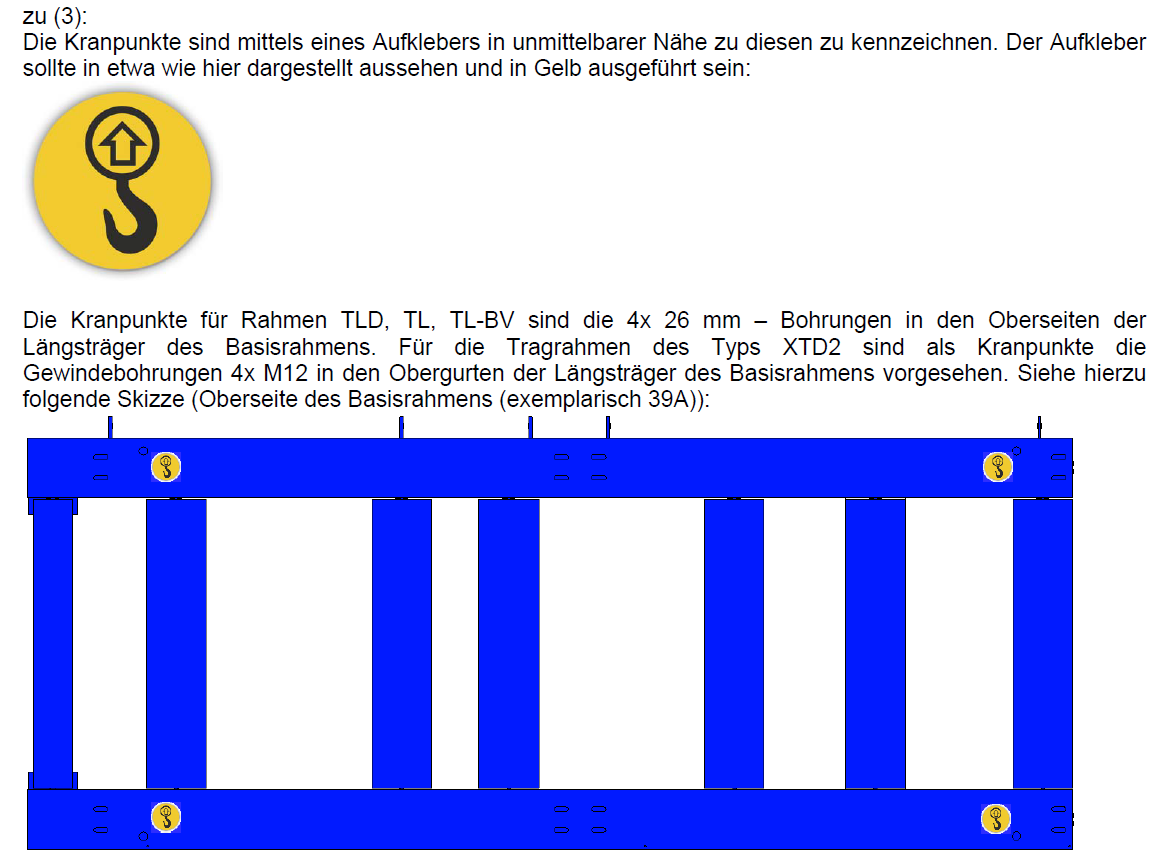 zu (3):
Die Kranpunkte sind mittels eines Aufklebers in unmittelbarer Nähe zu diesen zu kennzeichnen. Der Aufkleber
sollte in etwa wie hier dargestellt aussehen und in Gelb ausgeführt sein:
Die Kranpunkte für Rahmen TLD, TL, TL-BV sind die 4x 26 mm – Bohrungen in den Oberseiten der
Längsträger des Basisrahmens. Für die Tragrahmen des Typs XTD2 sind als Kranpunkte die
Gewindebohrungen 4x M12 in den Obergurten der Längsträger des Basisrahmens vorgesehen. Siehe hierzu
folgende Skizze (Oberseite des Basisrahmens (exemplarisch 39A)):